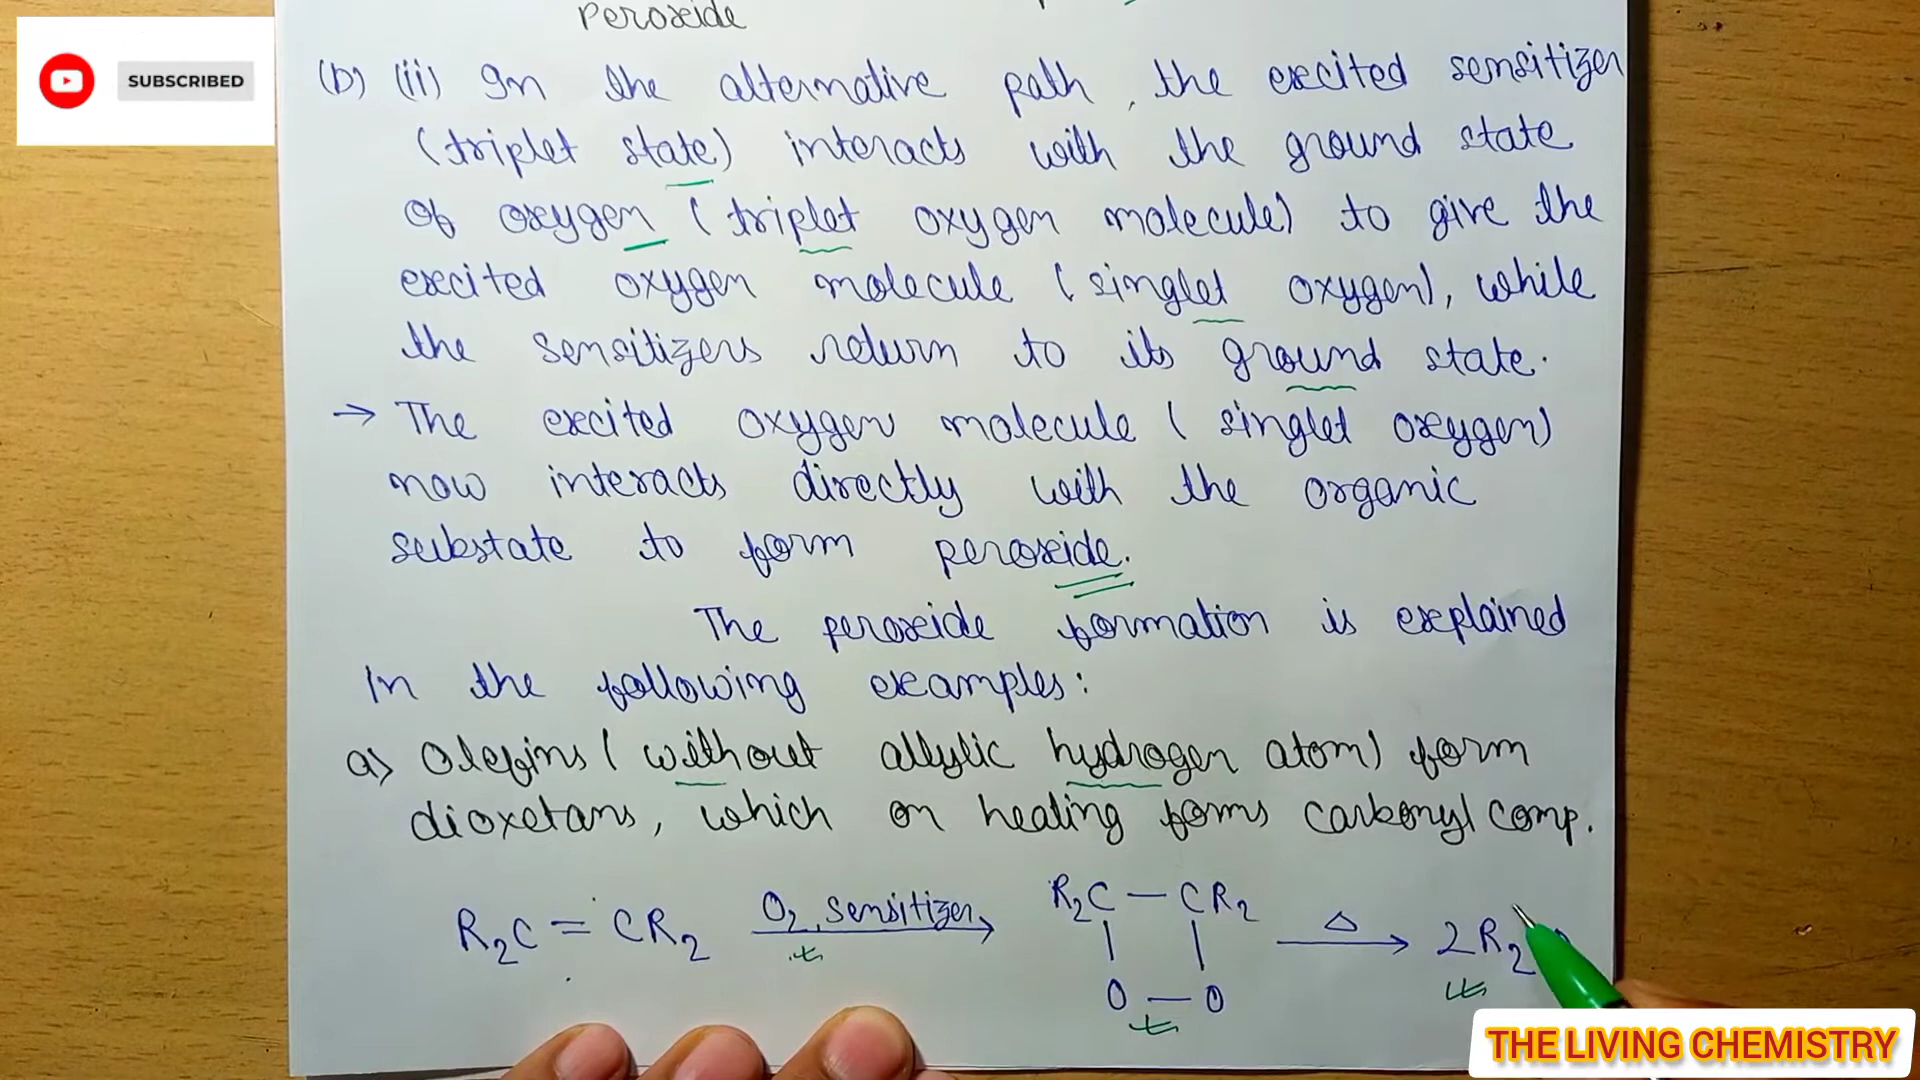 Peroxide
SUBSCRIBED
(b) (ii) In the alternative path, the excited sensitizer
(triplet state) interacts with the ground state
of oxygen (triplet oxygen molecule) to give the
excited oxygen molecule (singlet oxygen), while
the sensitizers return to its ground state.
→ The excited oxygen molecule (singlet oxygen)
now interacts directly with the organic
substate to form peroxide.
The peroxide formation is explained
In the following examples:
a) Olefins (without allylic hydrogen atom) form
dioxetans, which on heating forms carbonyl comp.
R₂C = CR₂ O₂, Sensitizer → R₂C — CR₂ Δ → 2R₂
O — O
THE LIVING CHEMISTRY